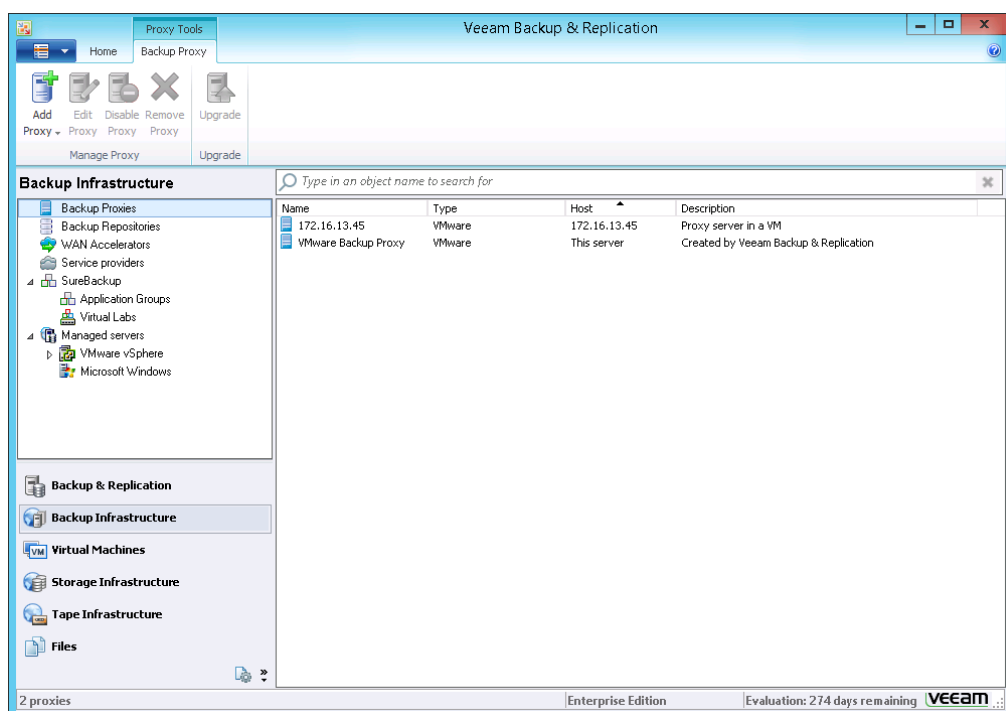 Proxy Tools
Veeam Backup & Replication
Home
Backup Proxy
Add Proxy
Edit Proxy
Disable Proxy
Remove Proxy
Upgrade
Manage Proxy
Upgrade
Backup Infrastructure
Type in an object name to search for
Backup Proxies
Backup Repositories
WAN Accelerators
Service providers
SureBackup
Application Groups
Virtual Labs
Managed servers
VMware vSphere
Microsoft Windows
Name Type Host Description
172.16.13.45 VMware 172.16.13.45 Proxy server in a VM
VMware Backup Proxy VMware This server Created by Veeam Backup & Replication
Backup & Replication
Backup Infrastructure
VM
Virtual Machines
Storage Infrastructure
Tape Infrastructure
Files
2 proxies
Enterprise Edition
Evaluation: 274 days remaining
veeam